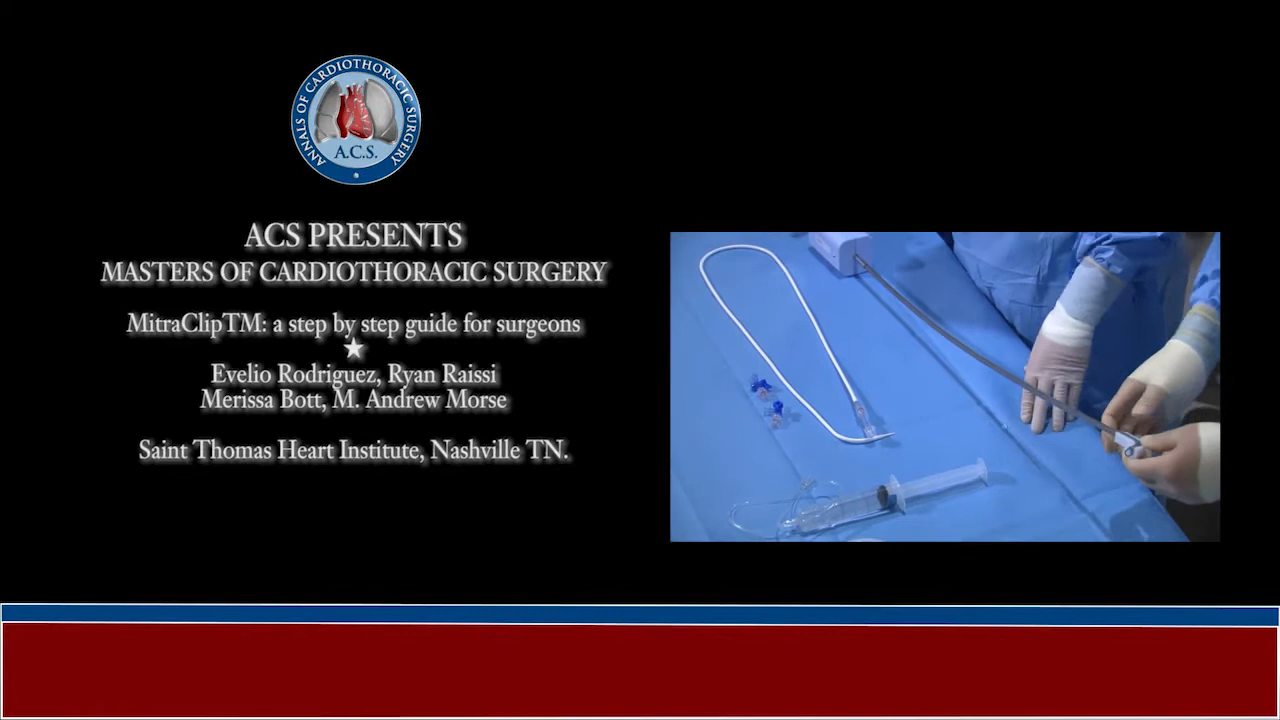 ANNALS OF CARDIOTHORACIC SURGERY
A.C.S.
ACS PRESENTS
MASTERS OF CARDIOTHORACIC SURGERY
MitraClipTM: a step by step guide for surgeons
Evelio Rodriguez, Ryan Raissi
Merissa Bott, M. Andrew Morse
Saint Thomas Heart Institute, Nashville TN.